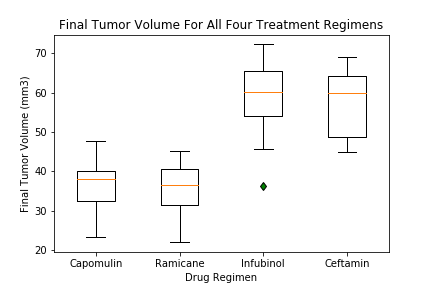 Final Tumor Volume For All Four Treatment Regimens
Final Tumor Volume (mm3)
70
60
50
40
30
20
Capomulin Ramicane Infubinol Ceftamin
Drug Regimen